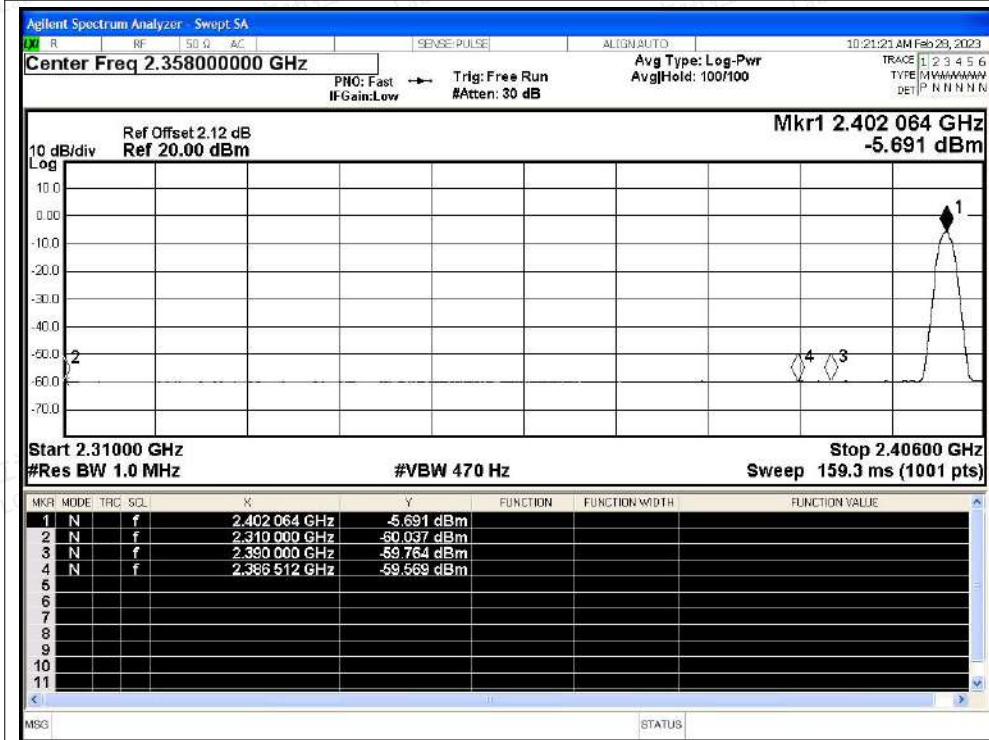 Agilent Spectrum Analyzer - Swept SA
LXI R RF 50 Ω AC SENSE:PULSE ALIGN AUTO 10:21:21 AM Feb 28, 2023
Center Freq 2.358000000 GHz Avg Type: Log-Pwr TRACE 1 2 3 4 5 6
PNO: Fast Trig: Free Run Avg|Hold: 100/100 TYPE M
IFGain:Low #Atten: 30 dB DET P N N N N N
Mkr1 2.402 064 GHz
-5.691 dBm
Ref Offset 2.12 dB
10 dB/div Ref 20.00 dBm
Log
10.0
0.00
1
-10.0
-20.0
-30.0
-40.0
-50.0
2 4 3
-60.0
-70.0
Start 2.31000 GHz Stop 2.40600 GHz
#Res BW 1.0 MHz #VBW 470 Hz Sweep 159.3 ms (1001 pts)
MKR MODE TRC SCL X Y FUNCTION FUNCTION WIDTH FUNCTION VALUE
1 N f 2.402 064 GHz -5.691 dBm
2 N f 2.310 000 GHz -60.037 dBm
3 N f 2.390 000 GHz -59.764 dBm
4 N f 2.386 512 GHz -59.569 dBm
5
6
7
8
9
10
11
MSG STATUS